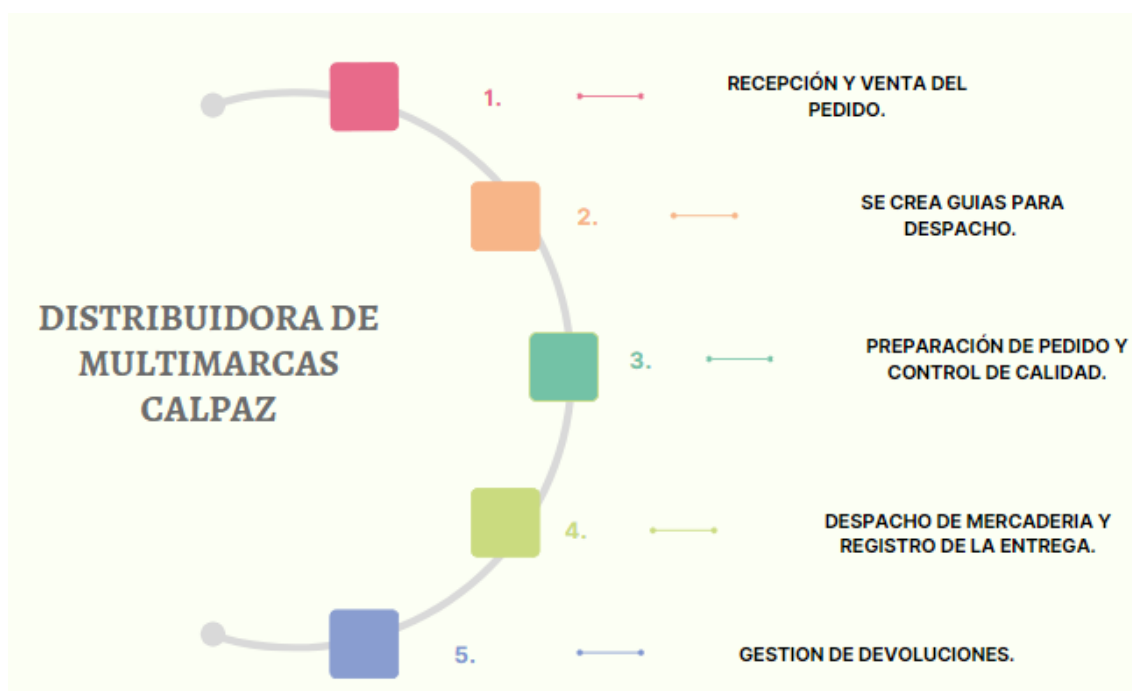 DISTRIBUIDORA DE
MULTIMARCAS
CALPAZ
1.
RECEPCIÓN Y VENTA DEL
PEDIDO.
2.
SE CREA GUIAS PARA
DESPACHO.
3.
PREPARACIÓN DE PEDIDO Y
CONTROL DE CALIDAD.
4.
DESPACHO DE MERCADERIA Y
REGISTRO DE LA ENTREGA.
5.
GESTION DE DEVOLUCIONES.